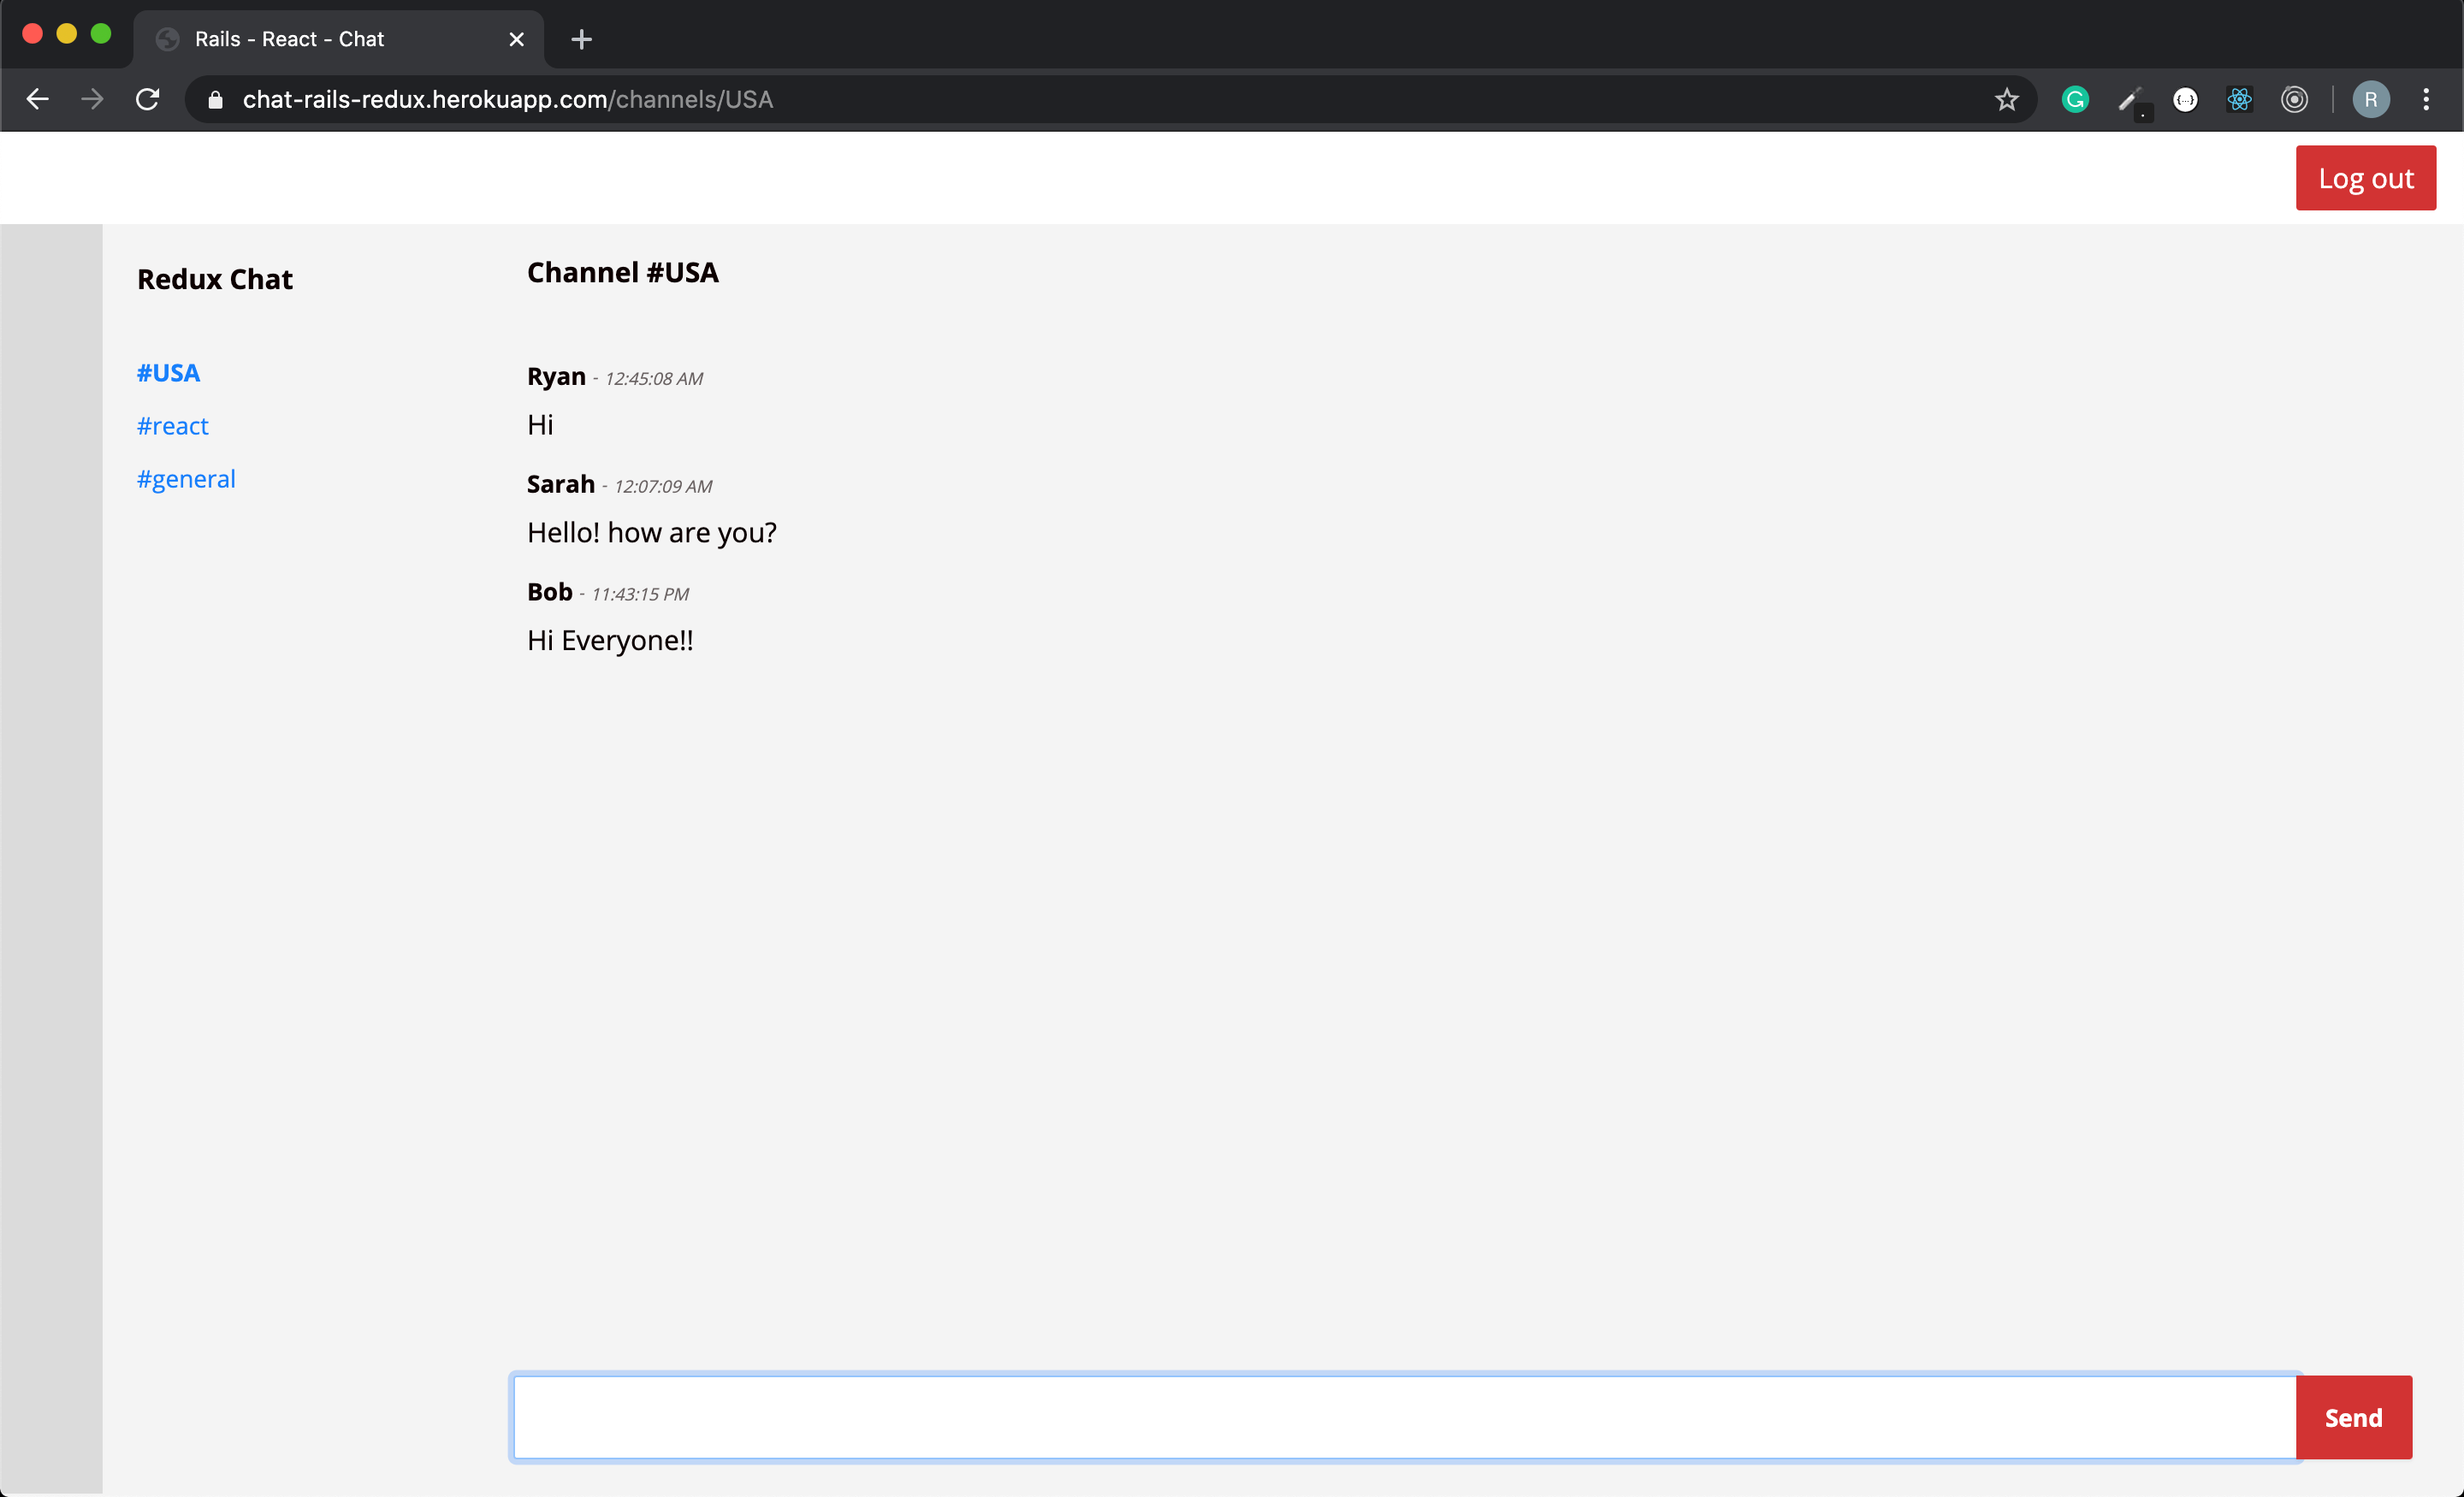 Rails - React - Chat
chat-rails-redux.herokuapp.com/channels/USA
R
Log out
Redux Chat
#USA
#react
#general
Channel #USA
Ryan - 12:45:08 AM
Hi
Sarah - 12:07:09 AM
Hello! how are you?
Bob - 11:43:15 PM
Hi Everyone!!
Send